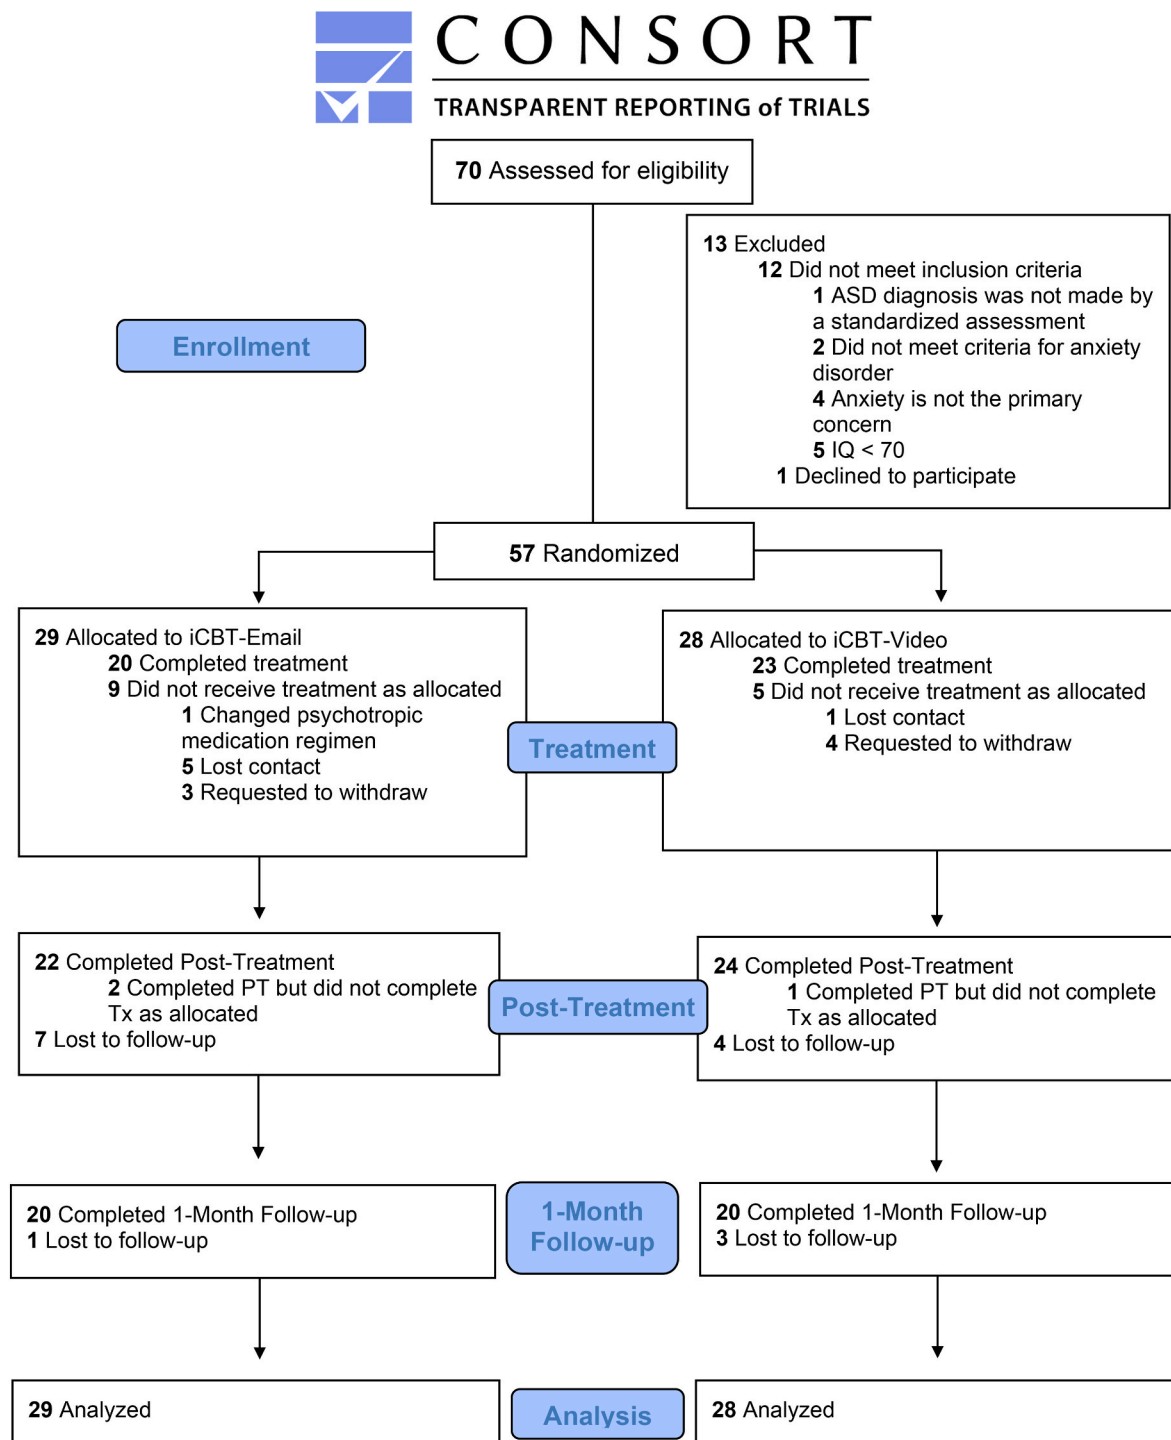 CONSORT
TRANSPARENT REPORTING of TRIALS
70 Assessed for eligibility
13 Excluded
12 Did not meet inclusion criteria
1 ASD diagnosis was not made by
a standardized assessment
2 Did not meet criteria for anxiety
disorder
4 Anxiety is not the primary
concern
5 IQ < 70
1 Declined to participate
Enrollment
57 Randomized
29 Allocated to iCBT-Email
20 Completed treatment
9 Did not receive treatment as allocated
1 Changed psychotropic
medication regimen
5 Lost contact
3 Requested to withdraw
Treatment
28 Allocated to iCBT-Video
23 Completed treatment
5 Did not receive treatment as allocated
1 Lost contact
4 Requested to withdraw
22 Completed Post-Treatment
2 Completed PT but did not complete
Tx as allocated
7 Lost to follow-up
Post-Treatment
24 Completed Post-Treatment
1 Completed PT but did not complete
Tx as allocated
4 Lost to follow-up
20 Completed 1-Month Follow-up
1 Lost to follow-up
1-Month
Follow-up
20 Completed 1-Month Follow-up
3 Lost to follow-up
29 Analyzed
Analysis
28 Analyzed